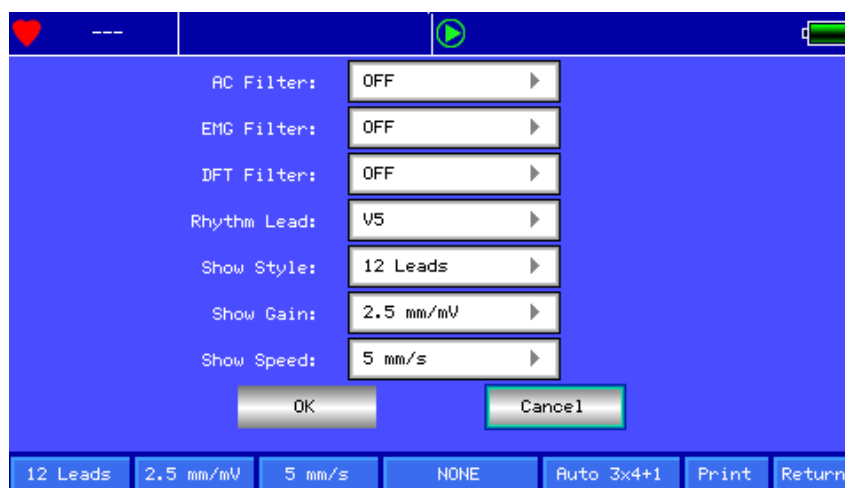 ---
AC Filter: OFF
EMG Filter: OFF
DFT Filter: OFF
Rhythm Lead: V5
Show Style: 12 Leads
Show Gain: 2.5 mm/mV
Show Speed: 5 mm/s
OK Cancel
12 Leads 2.5 mm/mV 5 mm/s NONE Auto 3x4+1 Print Return